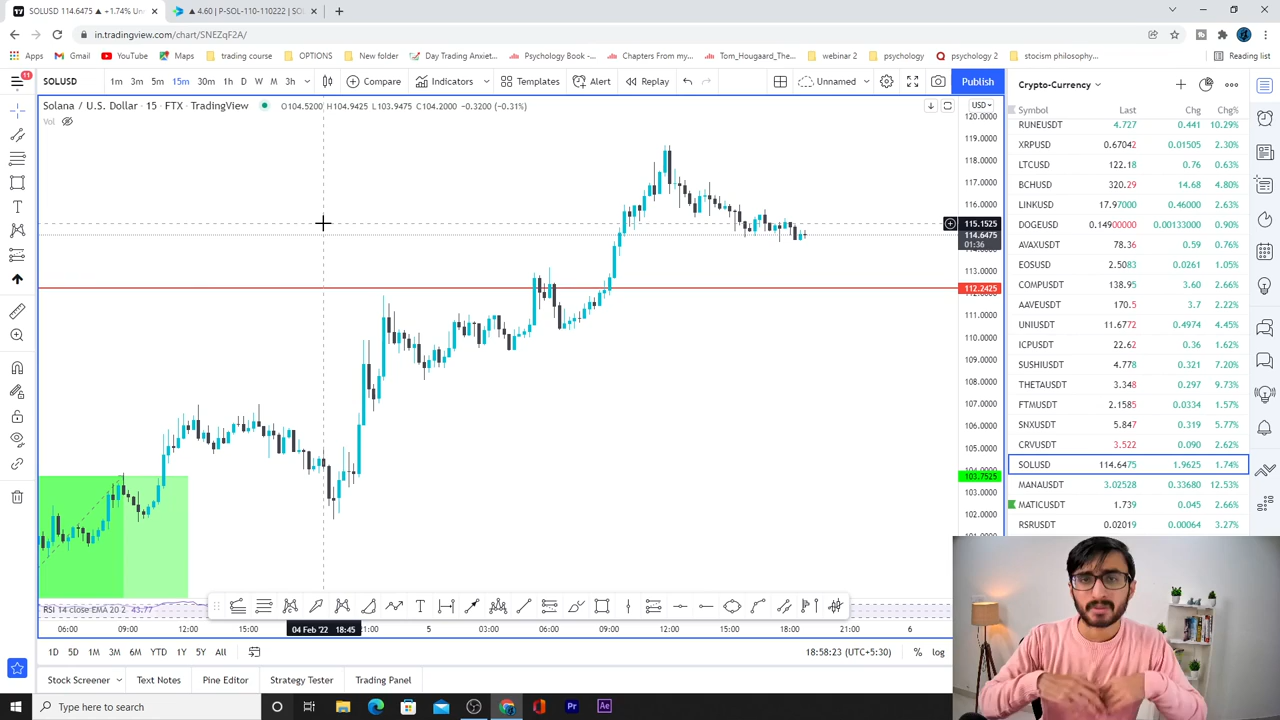 SOLUSD 114.6475 ▲ +1.74% Un
▲ 4.60 | P-SOL-110-110222 | SOL
in.tradingview.com/chart/SNEZqF2A/
Apps
Gmail
YouTube
Maps
trading course
OPTIONS
New folder
Day Trading Anxiet...
Psychology Book -...
Chapters From my...
Tom_Hougaard_The...
webinar 2
psychology
psychology 2
stocism philosophy...
Reading list
11
SOLUSD
1m 3m 5m 15m 30m 1h D W M 3h
Compare
Indicators
Templates
Alert
Replay
Unnamed
Publish
Solana / U.S. Dollar · 15 · FTX · TradingView
O104.5200 H104.9425 L103.9475 C104.2000 −0.3200 (−0.31%)
Vol
USD
120.0000
119.0000
118.0000
117.0000
116.0000
115.1525
114.6475
01:36
113.0000
112.2425
111.0000
110.0000
109.0000
108.0000
107.0000
106.0000
105.0000
103.7525
103.0000
102.0000
RSI 14 close EMA 20 2 43.77
06:00 09:00 12:00 15:00 04 Feb '22 18:45 21:00 5 03:00 06:00 09:00 12:00 15:00 18:00 21:00 6
1D 5D 1M 3M 6M YTD 1Y 5Y All
18:58:23 (UTC+5:30)
% log
Stock Screener
Text Notes
Pine Editor
Strategy Tester
Trading Panel
Crypto-Currency
Symbol Last Chg Chg%
RUNEUSDT 4.727 0.441 10.29%
XRPUSD 0.67042 0.01505 2.30%
LTCUSD 122.18 0.76 0.63%
BCHUSD 320.29 14.68 4.80%
LINKUSD 17.97000 0.46000 2.63%
DOGEUSD 0.14900000 0.00133000 0.90%
AVAXUSD 78.36 0.59 0.76%
EOSUSD 2.5083 0.0261 1.05%
COMPUSD 138.95 3.60 2.66%
AAVEUSD 170.5 3.7 2.22%
UNIUSDT 11.6772 0.4974 4.45%
ICPUSDT 22.62 0.36 1.62%
SUSHIUSDT 4.778 0.321 7.20%
THETAUSDT 3.348 0.297 9.73%
FTMUSDT 2.1585 0.0334 1.57%
SNXUSDT 5.847 0.319 5.77%
CRVUSDT 3.522 0.090 2.62%
SOLUSD 114.6475 1.9625 1.74%
MANAUSDT 3.02528 0.33680 12.53%
MATICUSDT 1.739 0.045 2.66%
RSRUSDT 0.02019 0.00064 3.27%
Type here to search
Pr
Ae